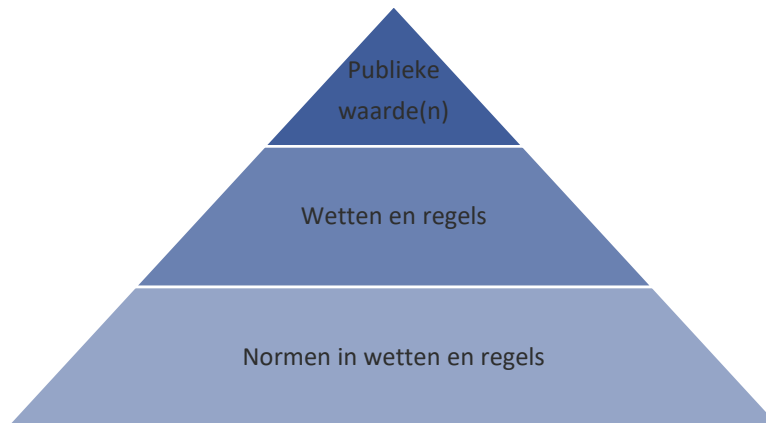 Publieke
waarde(n)
Wetten en regels
Normen in wetten en regels